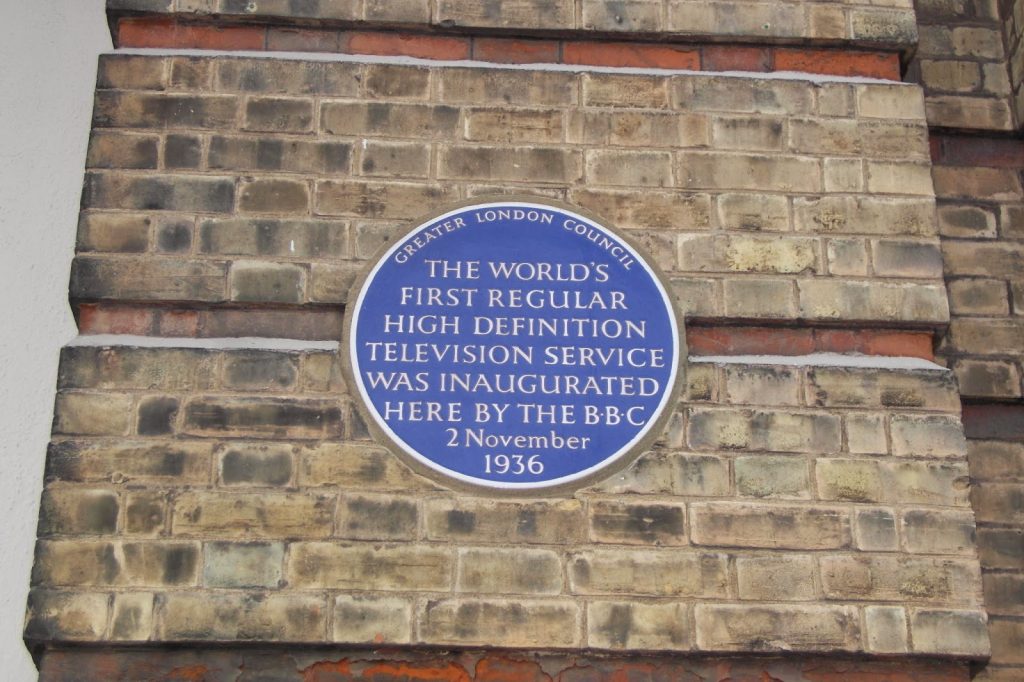 GREATER LONDON COUNCIL
THE WORLD'S
FIRST REGULAR
HIGH DEFINITION
TELEVISION SERVICE
WAS INAUGURATED
HERE BY THE B·B·C
2 November
1936